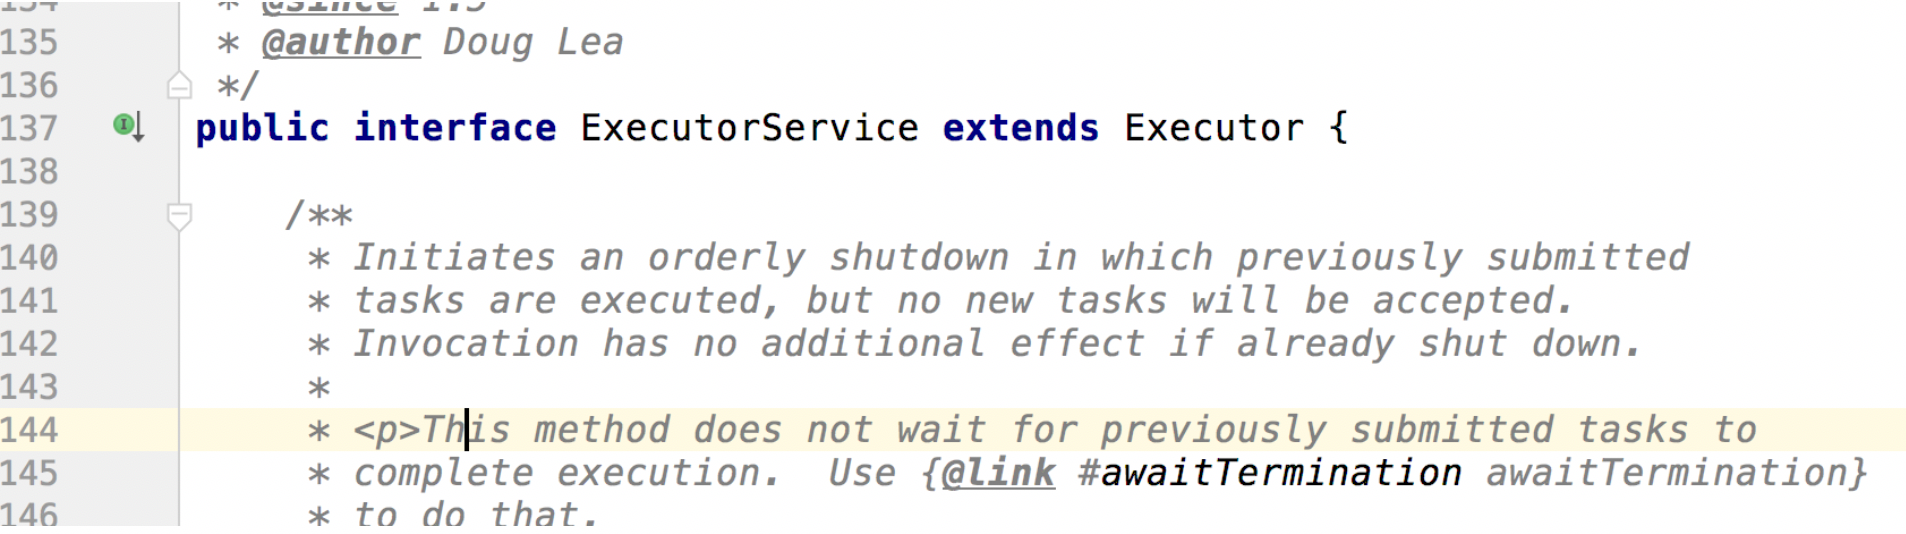 134 * @since 1.5
135 * @author Doug Lea
136 */
137 public interface ExecutorService extends Executor {
138
139 /**
140 * Initiates an orderly shutdown in which previously submitted
141 * tasks are executed, but no new tasks will be accepted.
142 * Invocation has no additional effect if already shut down.
143 *
144 * <p>This method does not wait for previously submitted tasks to
145 * complete execution.  Use {@link #awaitTermination awaitTermination}
146 * to do that.